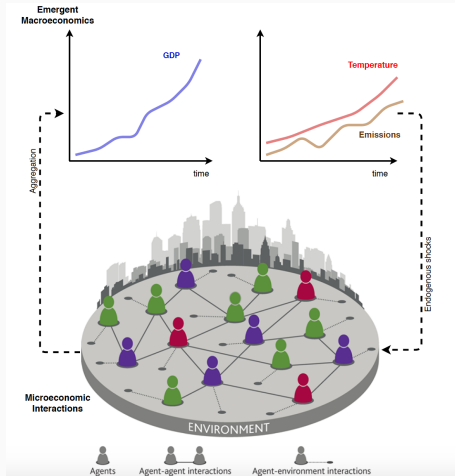 Emergent
Macroeconomics
GDP
time
Temperature
Emissions
time
Aggregation
Endogenous shocks
Microeconomic
Interactions
ENVIRONMENT
Agents
Agent-agent interactions
Agent-environment interactions